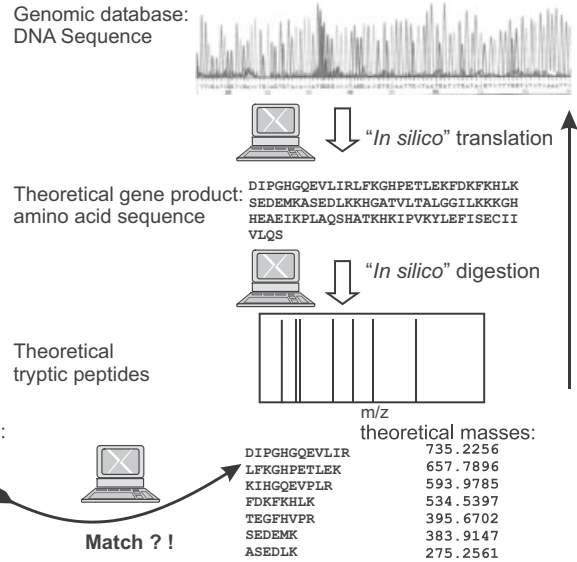 Genomic database:
DNA Sequence
“In silico” translation
Theoretical gene product:
amino acid sequence
DIPGHGQEVLIRLFKGHPETLEKFDKFKHLK
SEDEMKASEDLKKHGATVLTALGGILKKKGH
HEAEIKPLAQSHATKHKIPVKYLEFISECII
VLQS
“In silico” digestion
Theoretical
tryptic peptides
m/z
theoretical masses:
DIPGHGQEVLIR 735.2256
LFKGHPETLEK 657.7896
KIHGQEVPLR 593.9785
FDKFKHLK 534.5397
TEGFHVPR 395.6702
SEDEMK 383.9147
ASEDLK 275.2561
Match ? !